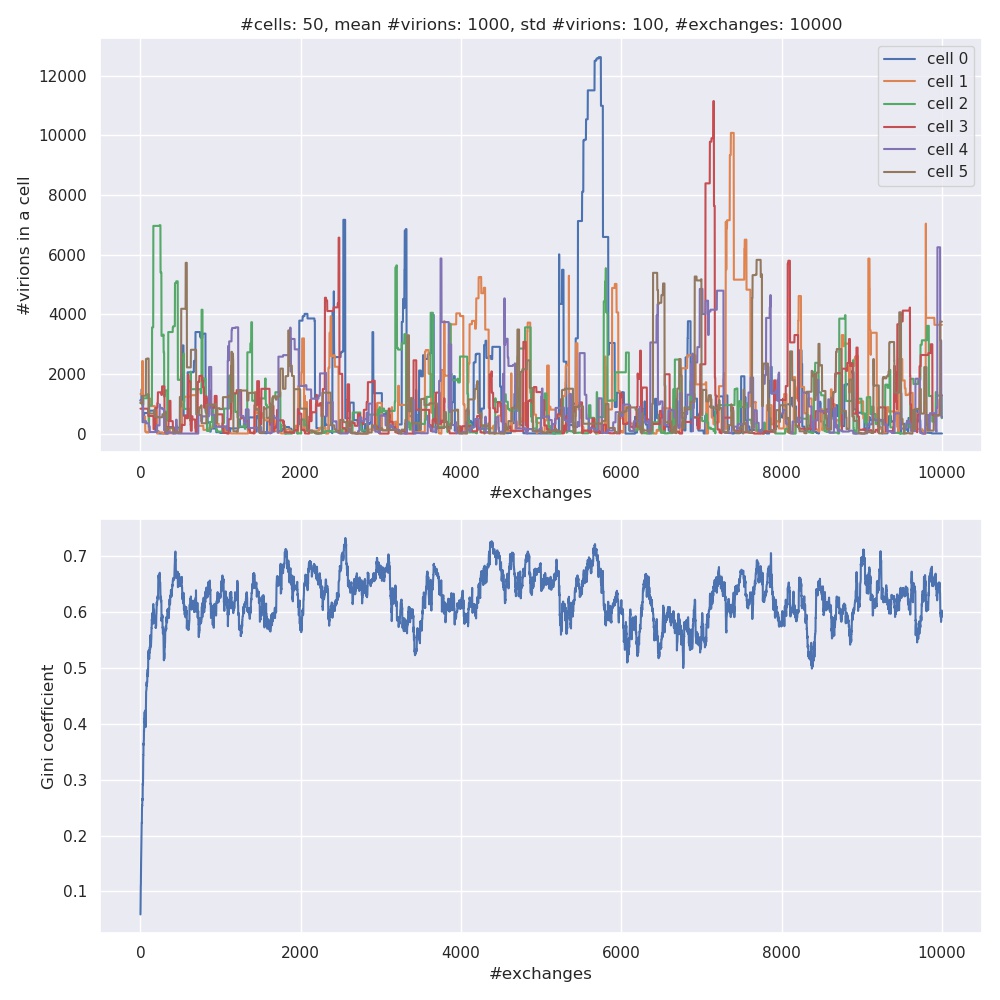 #cells: 50, mean #virions: 1000, std #virions: 100, #exchanges: 10000
12000
10000
8000
6000
4000
2000
0
#virions in a cell
cell 0
cell 1
cell 2
cell 3
cell 4
cell 5
0 2000 4000 6000 8000 10000
#exchanges
0.7
0.6
0.5
0.4
0.3
0.2
0.1
Gini coefficient
0 2000 4000 6000 8000 10000
#exchanges